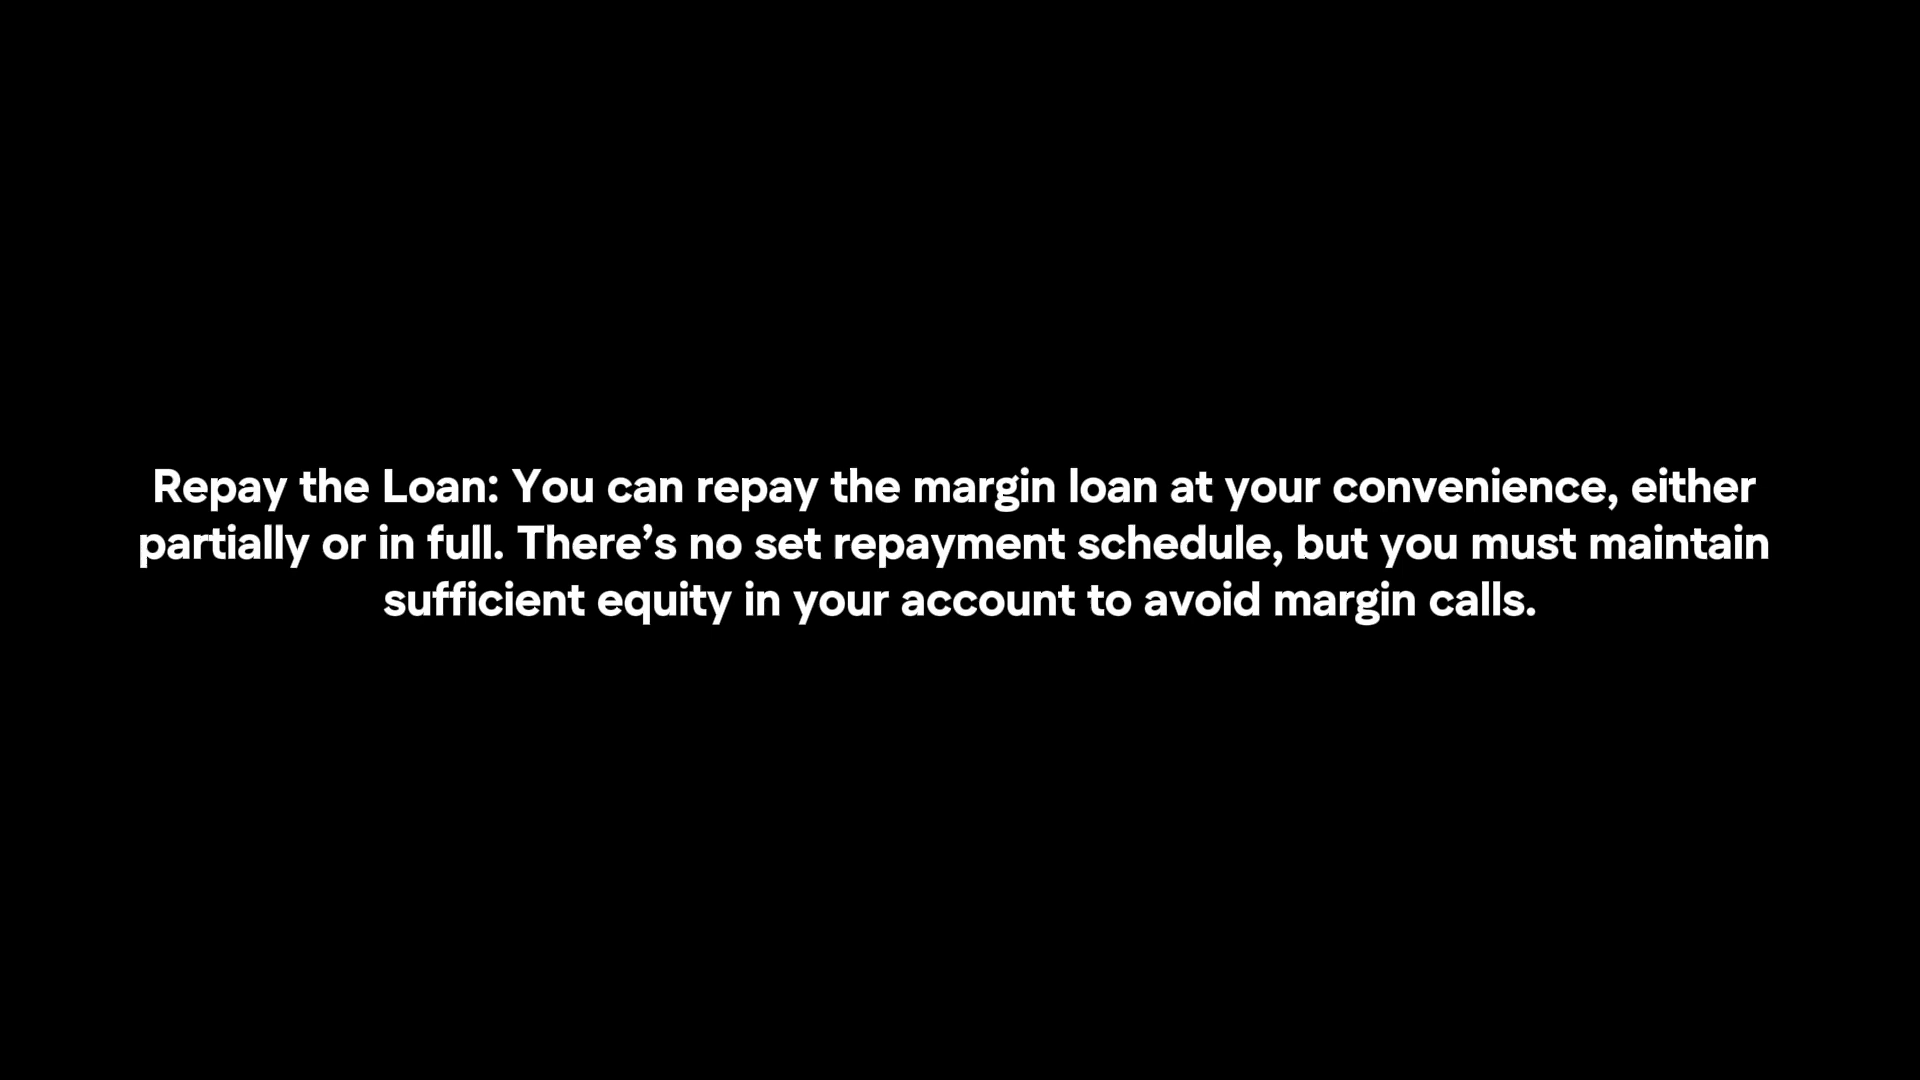 Repay the Loan: You can repay the margin loan at your convenience, either
partially or in full. There’s no set repayment schedule, but you must maintain
sufficient equity in your account to avoid margin calls.